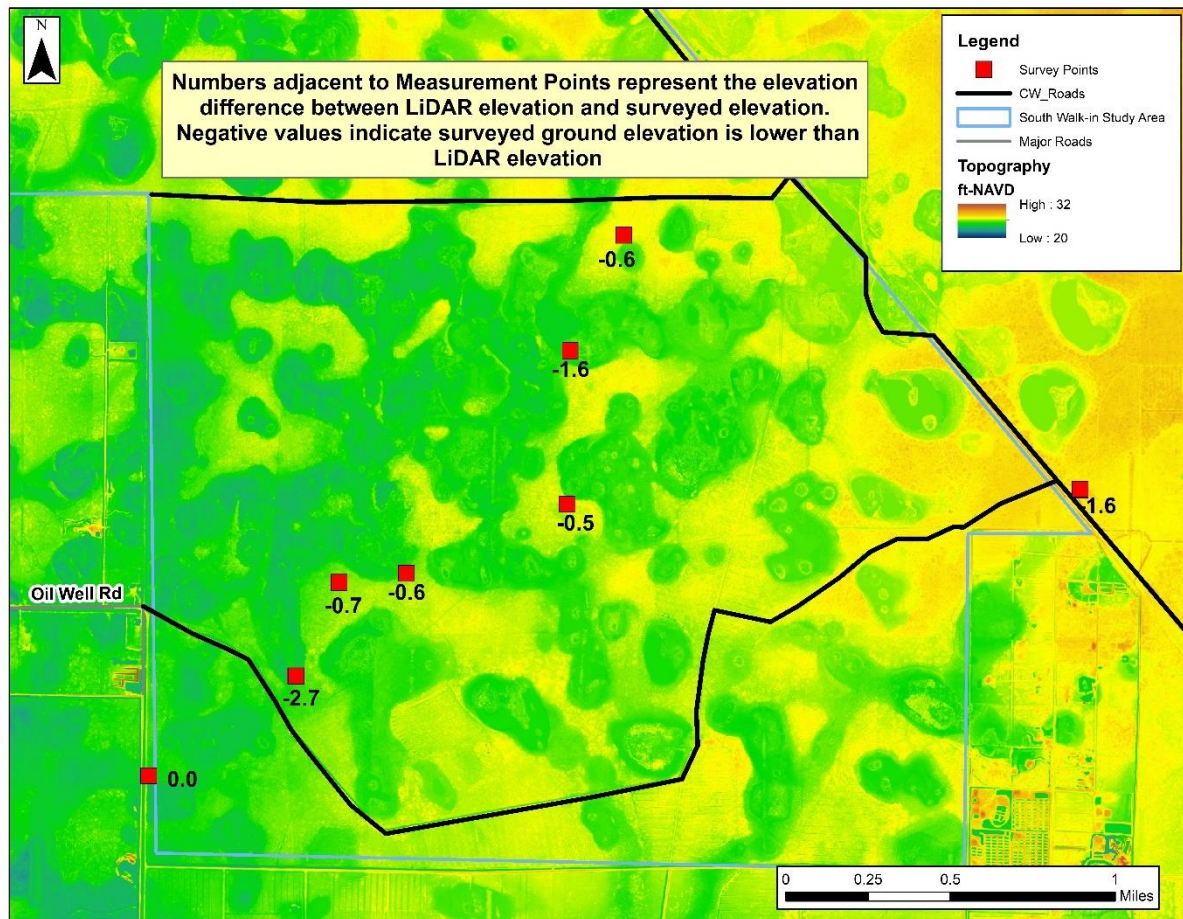 N
Numbers adjacent to Measurement Points represent the elevation
difference between LiDAR elevation and surveyed elevation.
Negative values indicate surveyed ground elevation is lower than
LiDAR elevation
Legend
Survey Points
CW_Roads
South Walk-in Study Area
Major Roads
Topography
ft-NAVD
High : 32
Low : 20
-0.6
-1.6
-0.5
-1.6
-0.7
-0.6
Oil Well Rd
-2.7
0.0
0 0.25 0.5 1
Miles